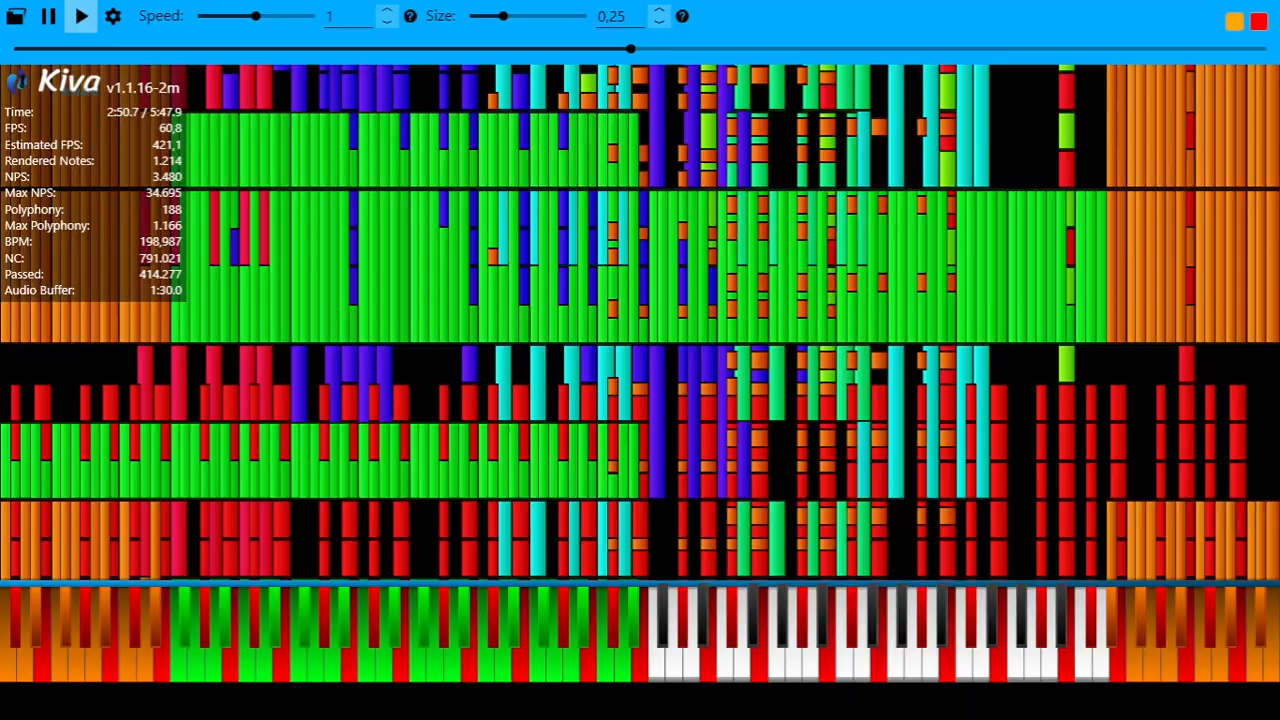 Speed: 1 Size: 0,25
Kiva v1.1.16-2m
Time: 2:50.7 / 5:47.9
FPS: 60,8
Estimated FPS: 421,1
Rendered Notes: 1.214
NPS: 3.480
Max NPS: 34.695
Polyphony: 188
Max Polyphony: 1.166
BPM: 198,987
NC: 791.021
Passed: 414.277
Audio Buffer: 1:30.0